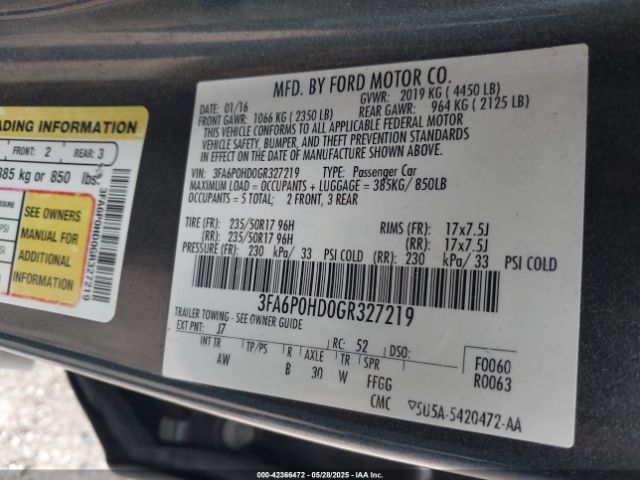 MFD. BY FORD MOTOR CO.
DATE: 01/16 GVWR: 2019 KG ( 4450 LB)
FRONT GAWR: 1066 KG ( 2350 LB) REAR GAWR: 964 KG ( 2125 LB)
THIS VEHICLE CONFORMS TO ALL APPLICABLE FEDERAL MOTOR
VEHICLE SAFETY, BUMPER, AND THEFT PREVENTION STANDARDS
IN EFFECT ON THE DATE OF MANUFACTURE SHOWN ABOVE.
VIN: 3FA6P0HD0GR327219 TYPE: Passenger Car
MAXIMUM LOAD = OCCUPANTS + LUGGAGE = 385KG/ 850LB
OCCUPANTS = 5 TOTAL; 2 FRONT, 3 REAR
TIRE (FR): 235/50R17 96H RIMS (FR): 17x7.5J
(RR): 235/50R17 96H (RR): 17x7.5J
PRESSURE (FR): 230 kPa/ 33 PSI COLD (RR): 230 kPa/ 33 PSI COLD
3FA6P0HD0GR327219
TRAILER TOWING - SEE OWNER GUIDE
EXT PNT: J7 RC: 52 DSO:
INT TR TP/PS R AXLE TR SPR
AW B 30 W FFGG
F0060
R0063
CMC 5U5A-5420472-AA
ADING INFORMATION
FRONT: 2 REAR: 3
385 kg or 850 lbs.
SEE OWNERS
MANUAL FOR
ADDITIONAL
INFORMATION
3FA6P0HD0GR327219
000-42366472 05/28/2025 IAAI.COM